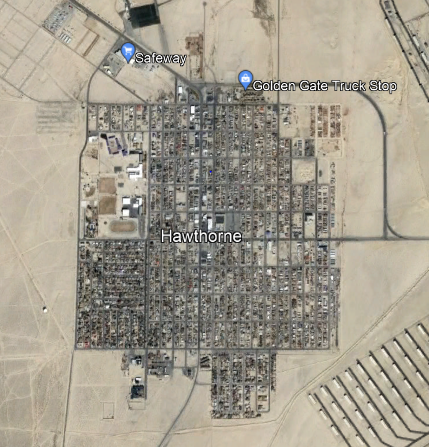 Safeway
Golden Gate Truck Stop
Hawthorne